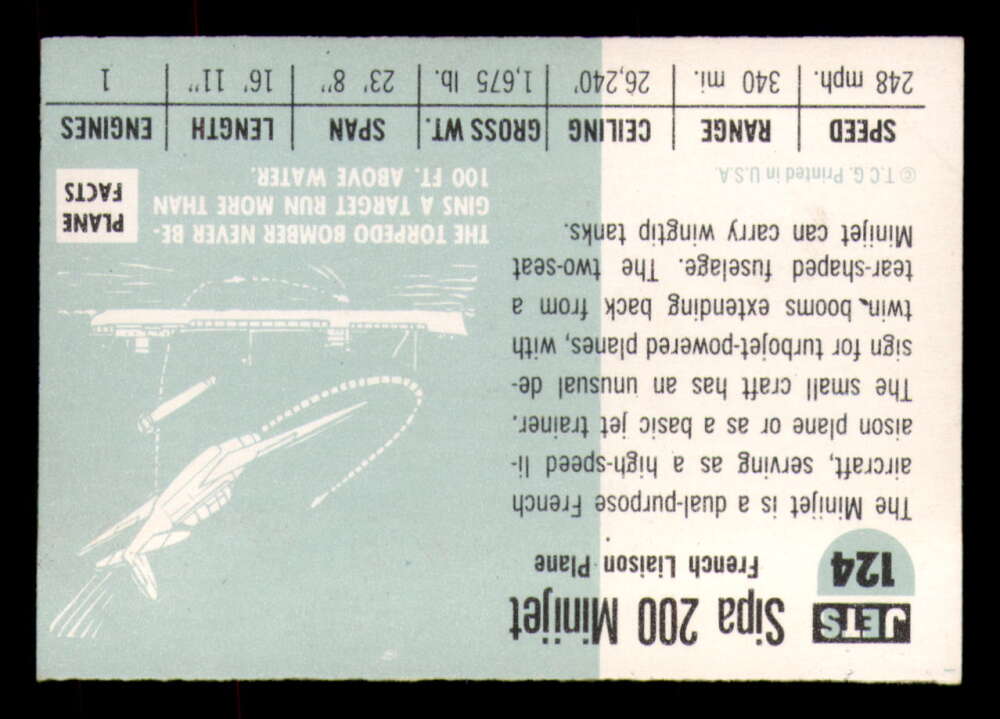 JETS
124
Sipa 200 Minijet
French Liaison Plane
The Minijet is a dual-purpose French
aircraft, serving as a high-speed li-
aison plane or as a basic jet trainer.
The small craft has an unusual de-
sign for turbojet-powered planes, with
twin booms extending back from a
tear-shaped fuselage. The two-seat
Minijet can carry wingtip tanks.
© T.C.G. Printed in U.S.A.
THE TORPEDO BOMBER NEVER BE-
GINS A TARGET RUN MORE THAN
100 FT. ABOVE WATER.
PLANE
FACTS
SPEED RANGE CEILING GROSS WT. SPAN LENGTH ENGINES
248 mph. 340 mi. 26,240' 1,675 lb. 23' 8" 16' 11" 1